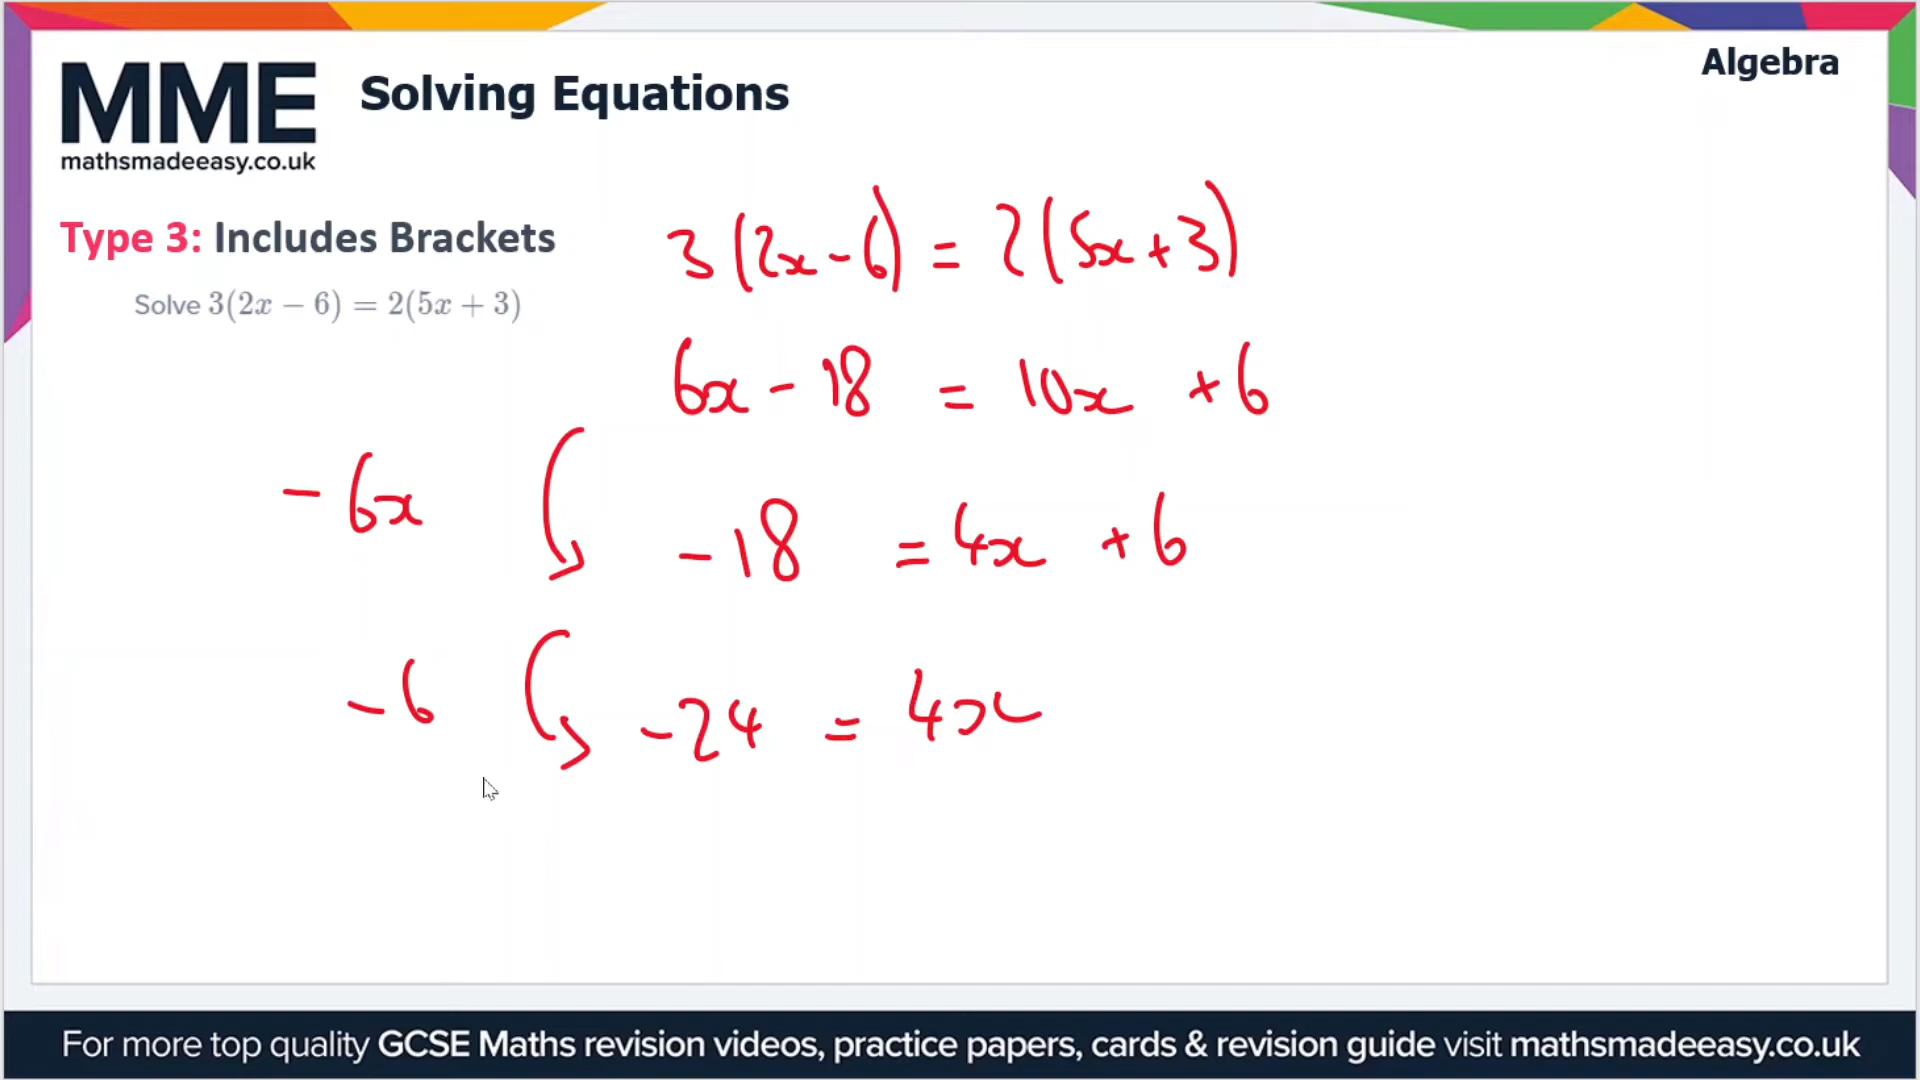 MME
mathsmadeeasy.co.uk
Solving Equations
Algebra
Type 3: Includes Brackets
Solve 3(2x − 6) = 2(5x + 3)
3(2x - 6) = 2(5x + 3)
6x - 18 = 10x + 6
- 6x
- 18 = 4x + 6
- 6
- 24 = 4x
For more top quality GCSE Maths revision videos, practice papers, cards & revision guide visit mathsmadeeasy.co.uk